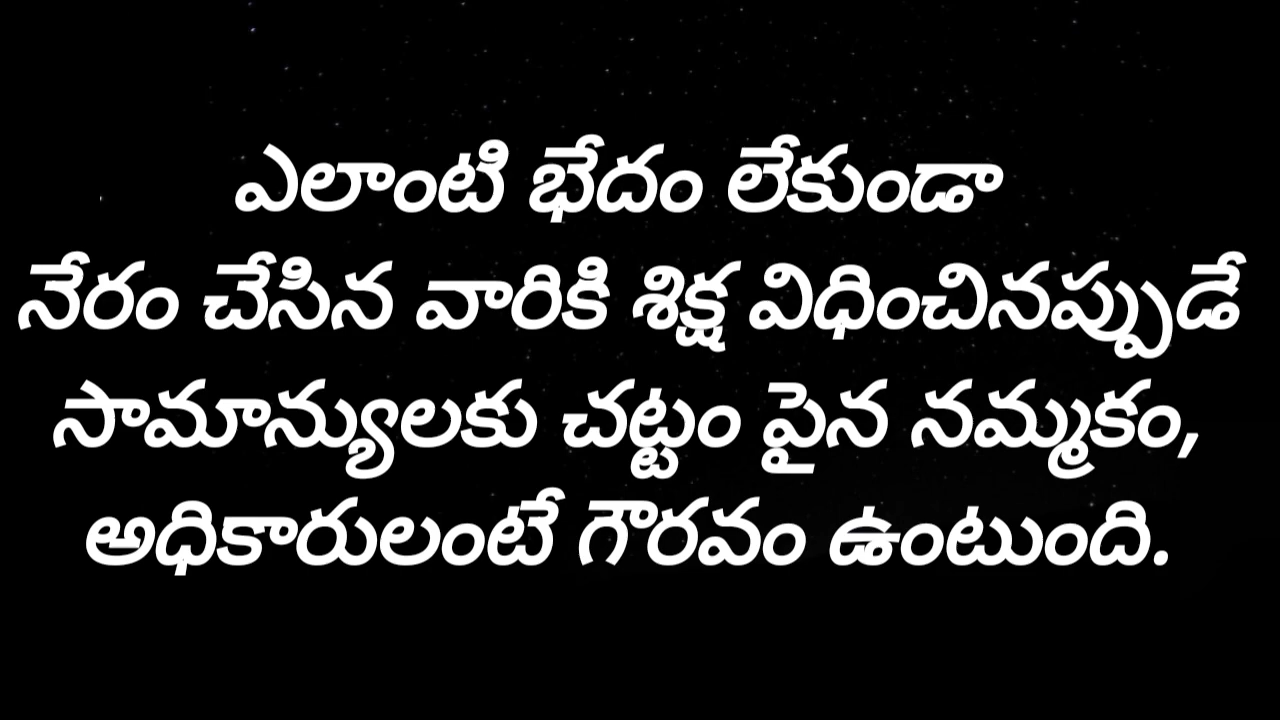 ఎలాంటి భేదం లేకుండా
నేరం చేసిన వారికి శిక్ష విధించినప్పుడే
సామాన్యులకు చట్టం పైన నమ్మకం,
అధికారులంటే గౌరవం ఉంటుంది.